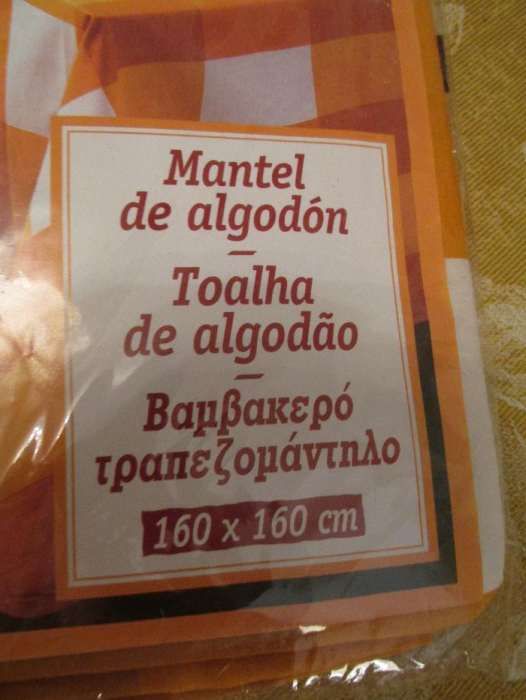 Mantel
de algodón
–
Toalha
de algodão
–
Βαμβακερό
τραπεζομάντηλο
160 x 160 cm